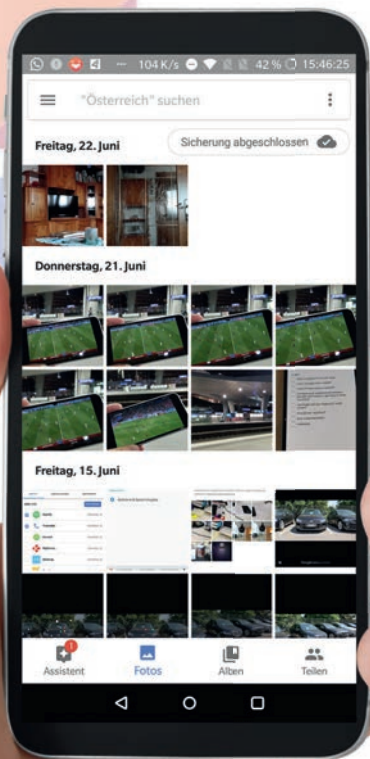 104 K/s 42 % 15:46:25
"Österreich" suchen
Freitag, 22. Juni
Sicherung abgeschlossen
Donnerstag, 21. Juni
Freitag, 15. Juni
1
Assistent Fotos Alben Teilen